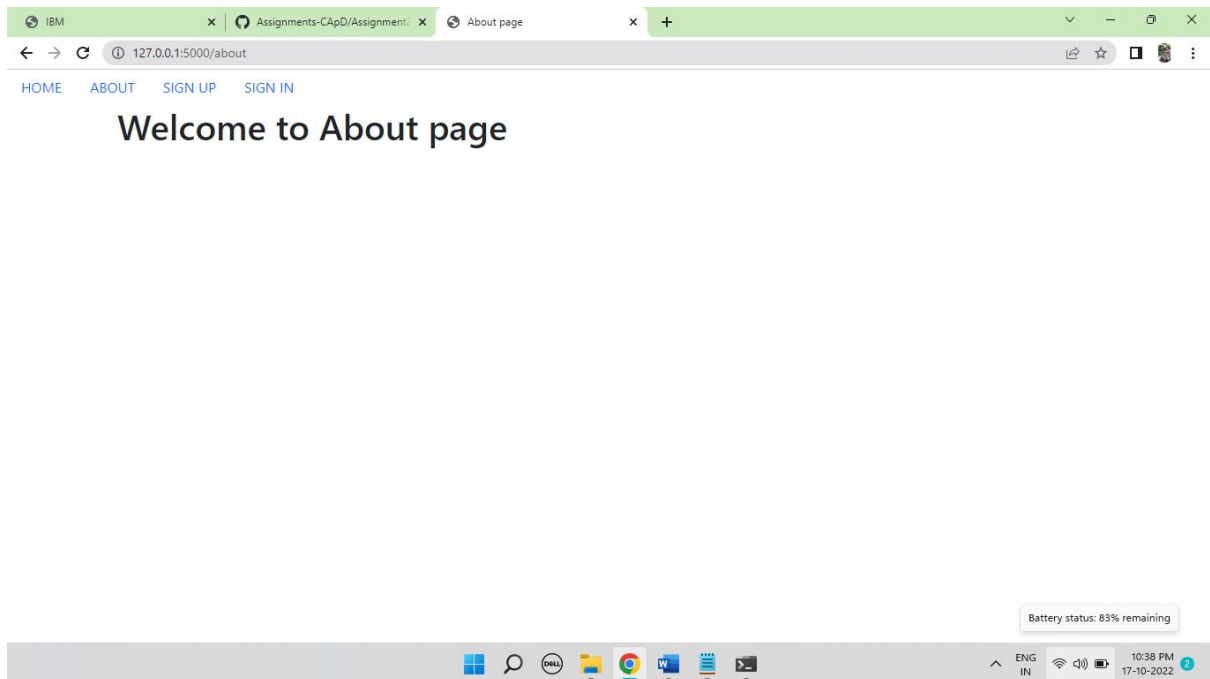 IBM
Assignments-CApD/Assignment2
About page
127.0.0.1:5000/about
HOME ABOUT SIGN UP SIGN IN
Welcome to About page
Battery status: 83% remaining
DELL
W
ENG
IN
10:38 PM
17-10-2022
2